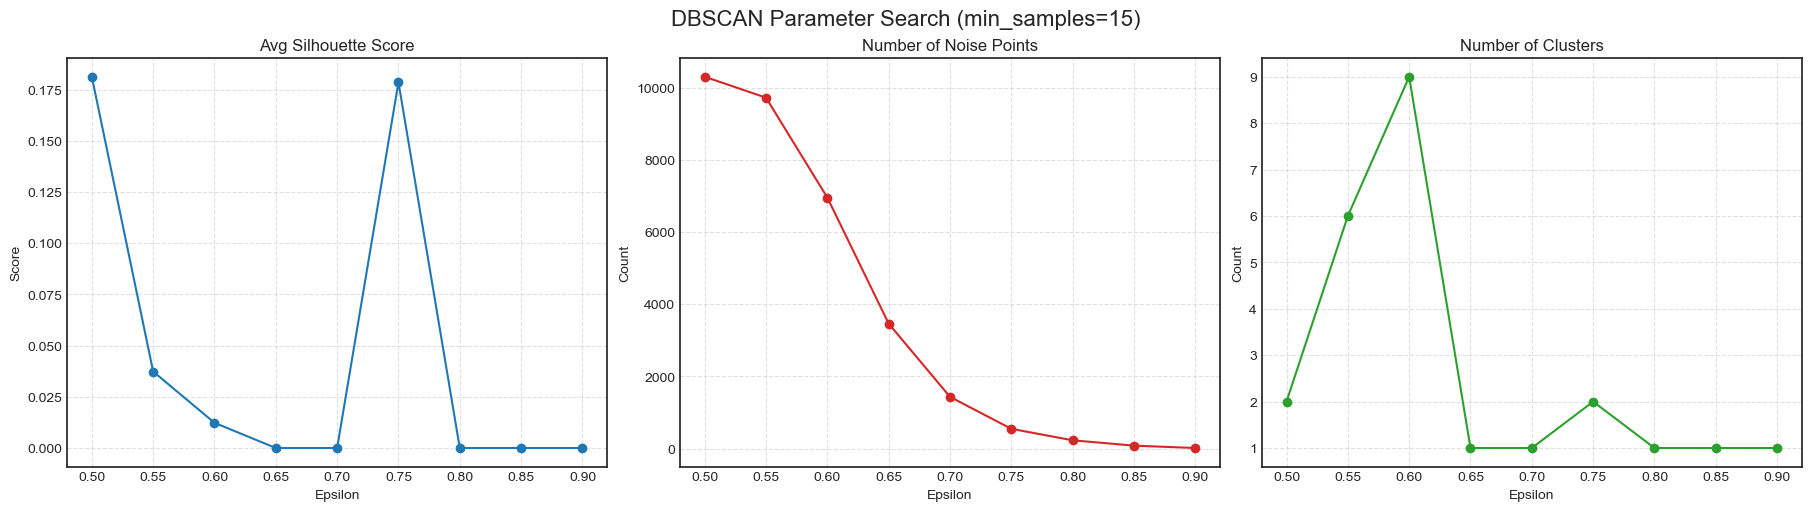 DBSCAN Parameter Search (min_samples=15)
Avg Silhouette Score
Score
0.175
0.150
0.125
0.100
0.075
0.050
0.025
0.000
0.50 0.55 0.60 0.65 0.70 0.75 0.80 0.85 0.90
Epsilon
Number of Noise Points
Count
10000
8000
6000
4000
2000
0
0.50 0.55 0.60 0.65 0.70 0.75 0.80 0.85 0.90
Epsilon
Number of Clusters
Count
9
8
7
6
5
4
3
2
1
0.50 0.55 0.60 0.65 0.70 0.75 0.80 0.85 0.90
Epsilon